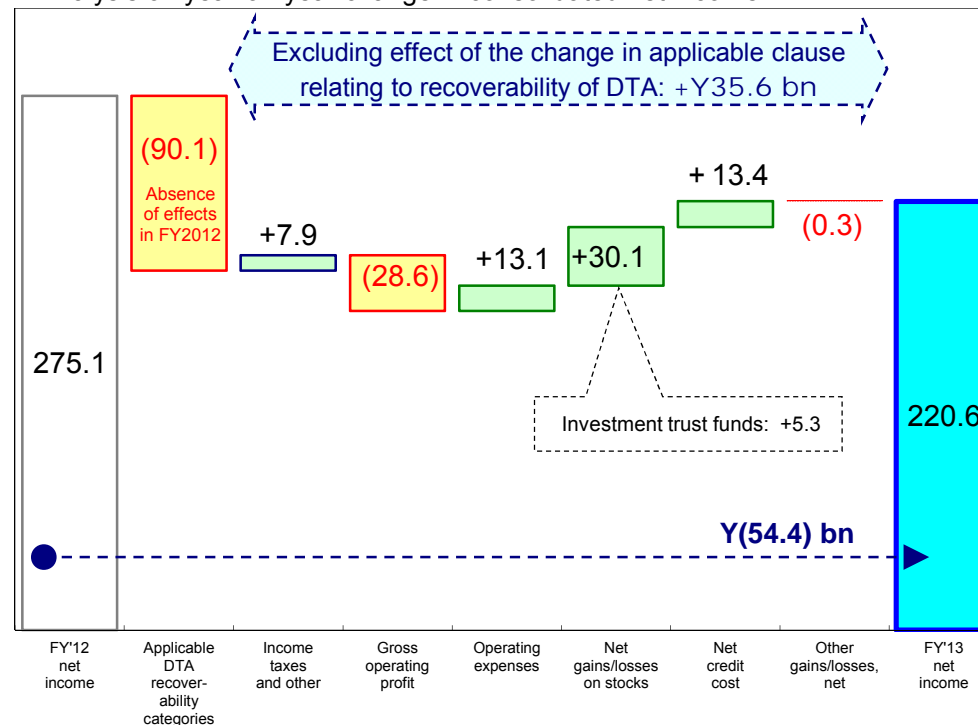 Excluding effect of the change in applicable clause
relating to recoverability of DTA: +Y35.6 bn
(90.1)
Absence
of effects
in FY2012
+7.9
(28.6)
+13.1
+30.1
+ 13.4
(0.3)
275.1
220.6
Investment trust funds: +5.3
Y(54.4) bn
FY'12
net
income
Applicable
DTA
recover-
ability
categories
Income
taxes
and other
Gross
operating
profit
Operating
expenses
Net
gains/losses
on stocks
Net
credit
cost
Other
gains/losses,
net
FY'13
net
income